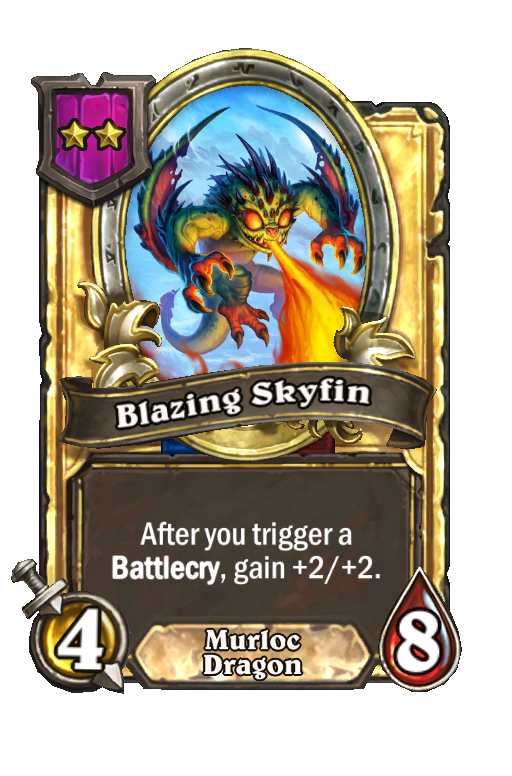 Blazing Skyfin
After you trigger a
Battlecry, gain +2/+2.
4
Murloc
Dragon
8